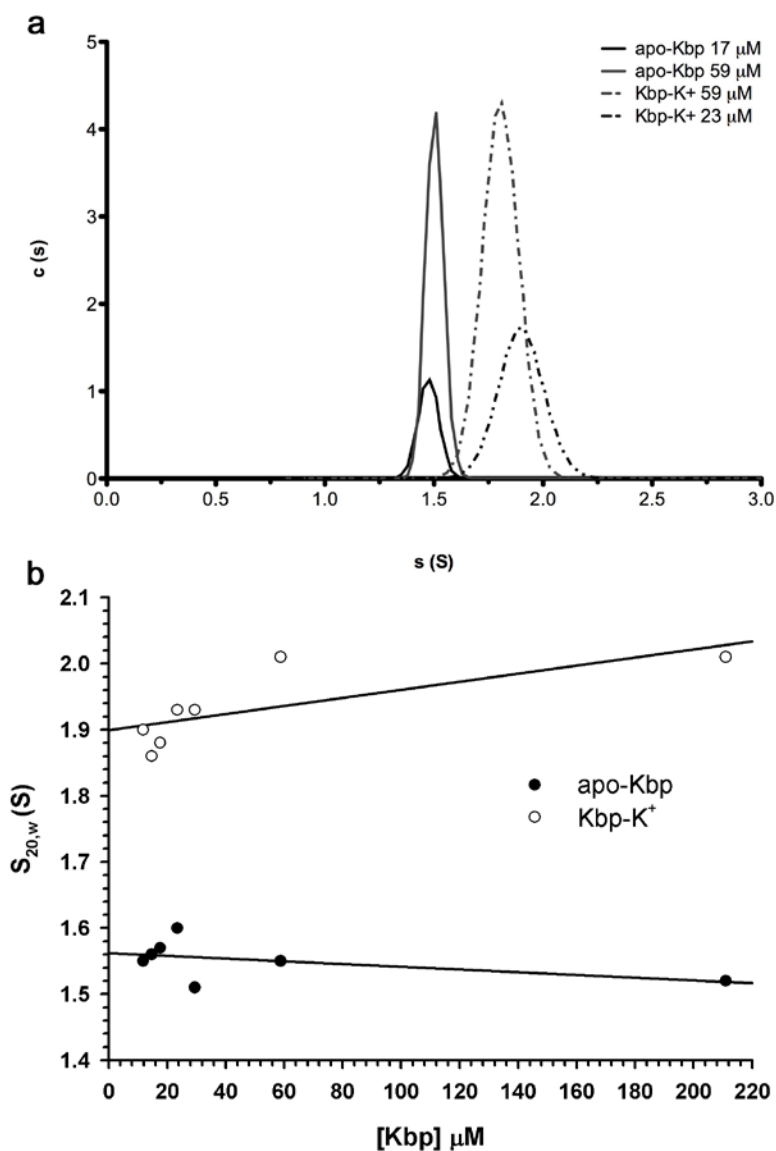 a
apo-Kbp 17 μM
apo-Kbp 59 μM
Kbp-K+ 59 μM
Kbp-K+ 23 μM
5
4
3
2
1
0
c (s)
0.0 0.5 1.0 1.5 2.0 2.5 3.0
s (S)
b
2.1
2.0
1.9
1.8
1.7
1.6
1.5
1.4
S20,w (S)
apo-Kbp
Kbp-K+
0 20 40 60 80 100 120 140 160 180 200 220
[Kbp] μM